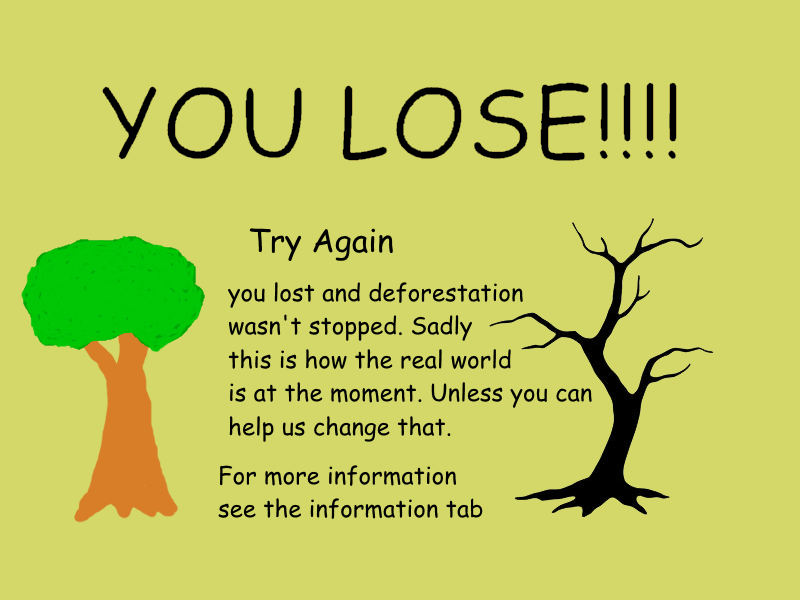 YOU LOSE!!!!
Try Again
you lost and deforestation
wasn't stopped. Sadly
this is how the real world
is at the moment. Unless you can
help us change that.
For more information
see the information tab